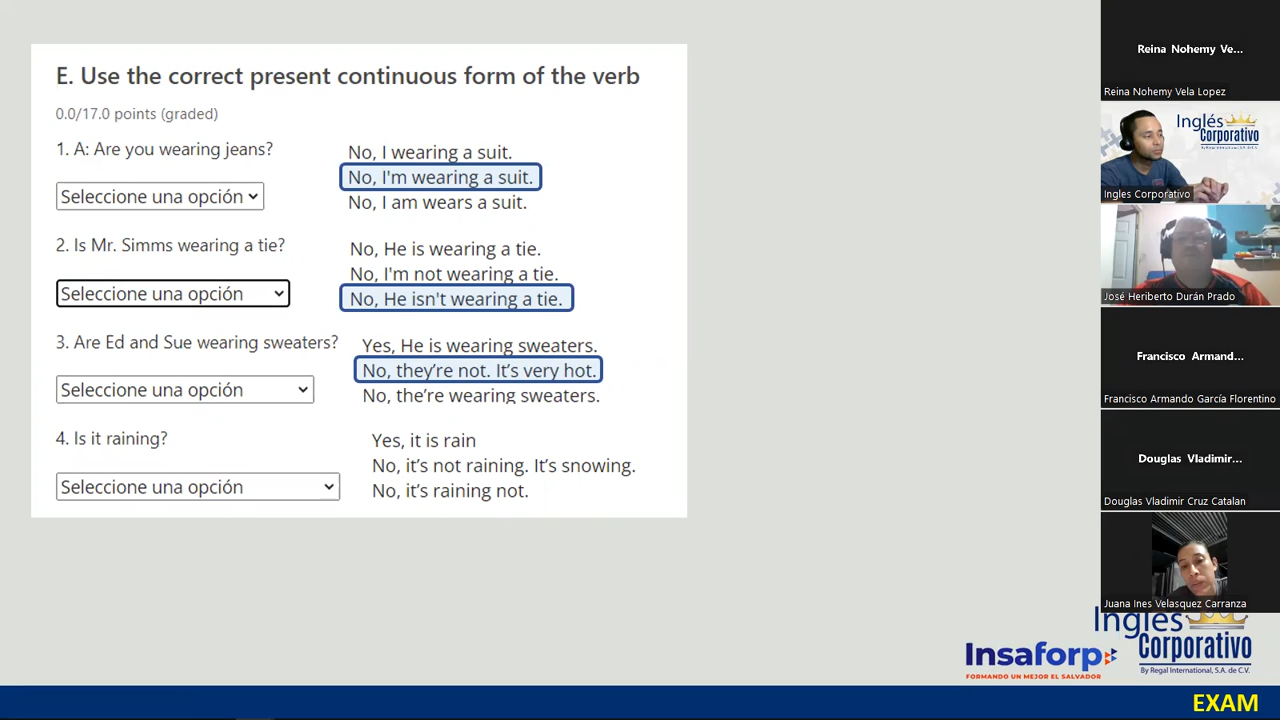 E. Use the correct present continuous form of the verb
0.0/17.0 points (graded)
1. A: Are you wearing jeans?
Seleccione una opción
No, I wearing a suit.
No, I'm wearing a suit.
No, I am wears a suit.
2. Is Mr. Simms wearing a tie?
Seleccione una opción
No, He is wearing a tie.
No, I'm not wearing a tie.
No, He isn't wearing a tie.
3. Are Ed and Sue wearing sweaters?
Seleccione una opción
Yes, He is wearing sweaters.
No, they're not. It's very hot.
No, the're wearing sweaters.
4. Is it raining?
Seleccione una opción
Yes, it is rain
No, it's not raining. It's snowing.
No, it's raining not.
Reina Nohemy Ve...
Reina Nohemy Vela Lopez
Inglés
Corporativo
By Regal International, S.A. de C.V.
Ingles Corporativo
José Heriberto Durán Prado
Francisco Armand...
Francisco Armando García Florentino
Douglas Vladimir...
Douglas Vladimir Cruz Catalan
Juana Ines Velasquez Carranza
Insaforp
FORMANDO UN MEJOR EL SALVADOR
Inglés
Corporativo
By Regal International, S.A. de C.V.
EXAM